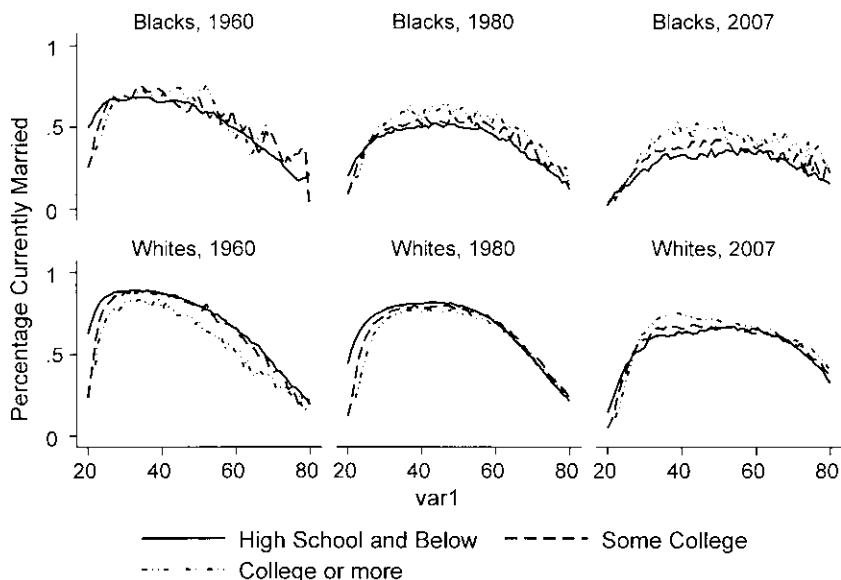 Blacks, 1960 Blacks, 1980 Blacks, 2007
1
.5
0
Whites, 1960 Whites, 1980 Whites, 2007
1
.5
0
Percentage Currently Married
20 40 60 80 20 40 60 80 20 40 60 80
var1
High School and Below Some College
College or more